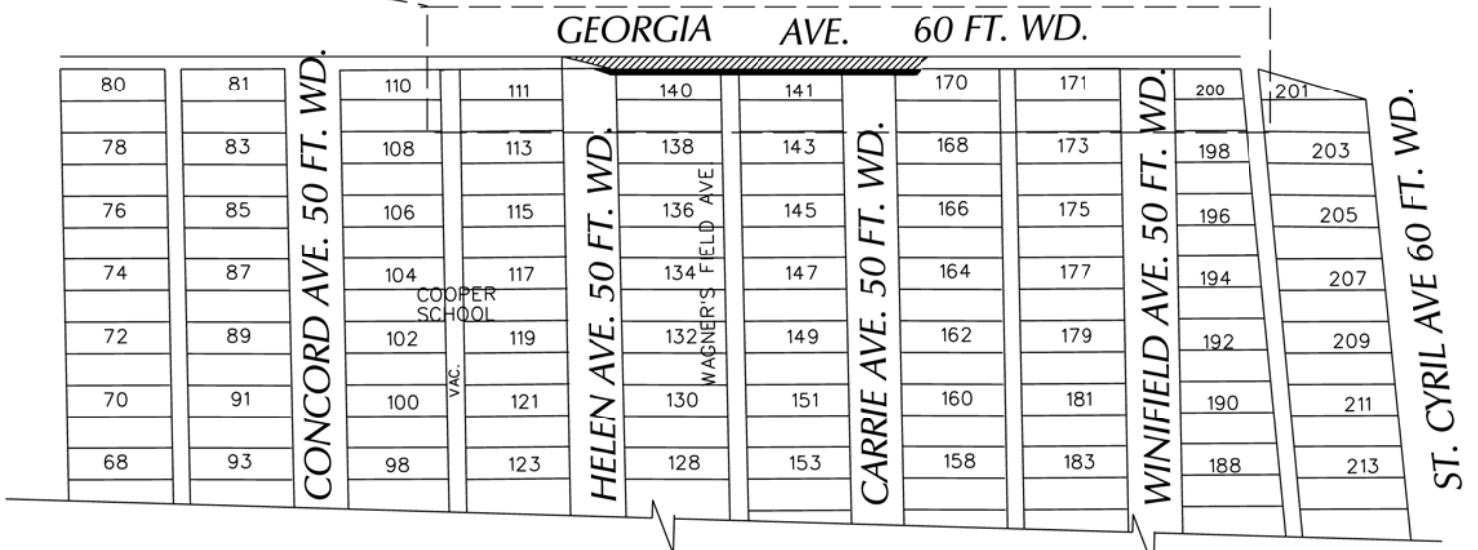 GEORGIA AVE. 60 FT. WD.
80 81 110 111 140 141 170 171 200 201
78 83 108 113 138 143 168 173 198 203
76 85 106 115 136 145 166 175 196 205
74 87 104 117 134 147 164 177 194 207
COOPER
SCHOOL
72 89 102 119 132 149 162 179 192 209
70 91 100 121 130 151 160 181 190 211
68 93 98 123 128 153 158 183 188 213
CONCORD AVE. 50 FT. WD.
VAC.
HELEN AVE. 50 FT. WD.
WAGNER'S FIELD AVE.
CARRIE AVE. 50 FT. WD.
WINIFIELD AVE. 50 FT. WD.
ST. CYRIL AVE 60 FT. WD.